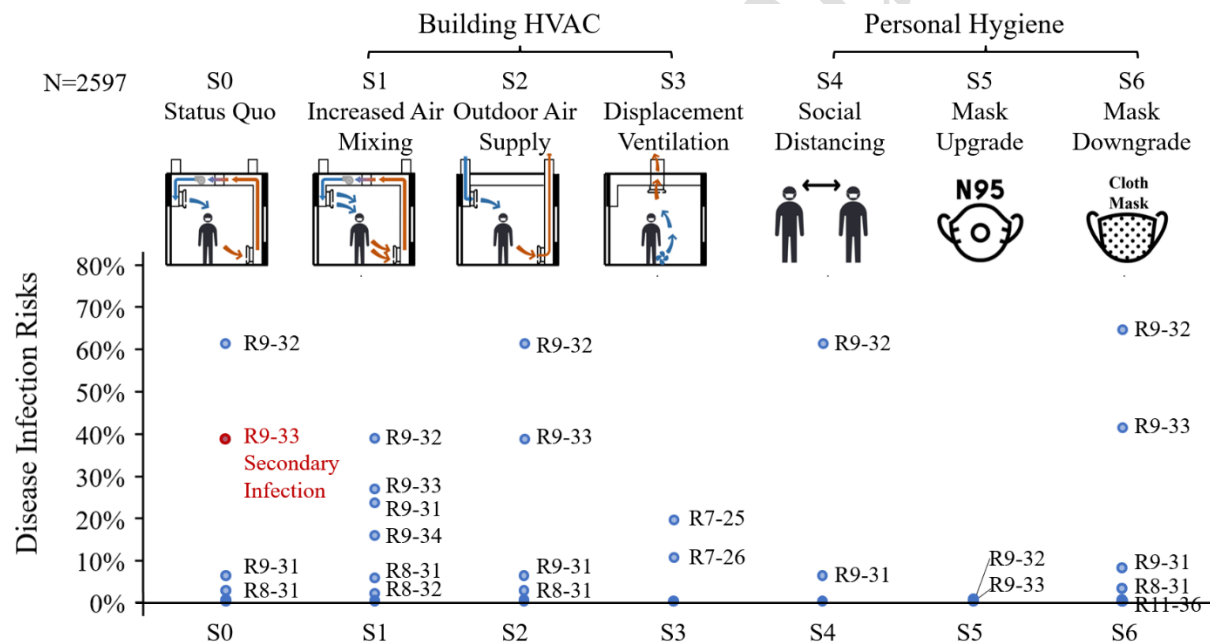 Building HVAC
Personal Hygiene
N=2597
S0
Status Quo
S1
Increased Air
Mixing
S2
Outdoor Air
Supply
S3
Displacement
Ventilation
S4
Social
Distancing
S5
Mask
Upgrade
S6
Mask
Downgrade
N95
Cloth
Mask
Disease Infection Risks
80%
70%
60%
50%
40%
30%
20%
10%
0%
R9-32
R9-33
Secondary
Infection
R9-31
R8-31
R9-32
R9-33
R9-31
R9-34
R8-31
R8-32
R9-32
R9-33
R9-31
R8-31
R7-25
R7-26
R9-32
R9-31
R9-32
R9-33
R9-32
R9-33
R9-31
R8-31
R11-36
S0
S1
S2
S3
S4
S5
S6